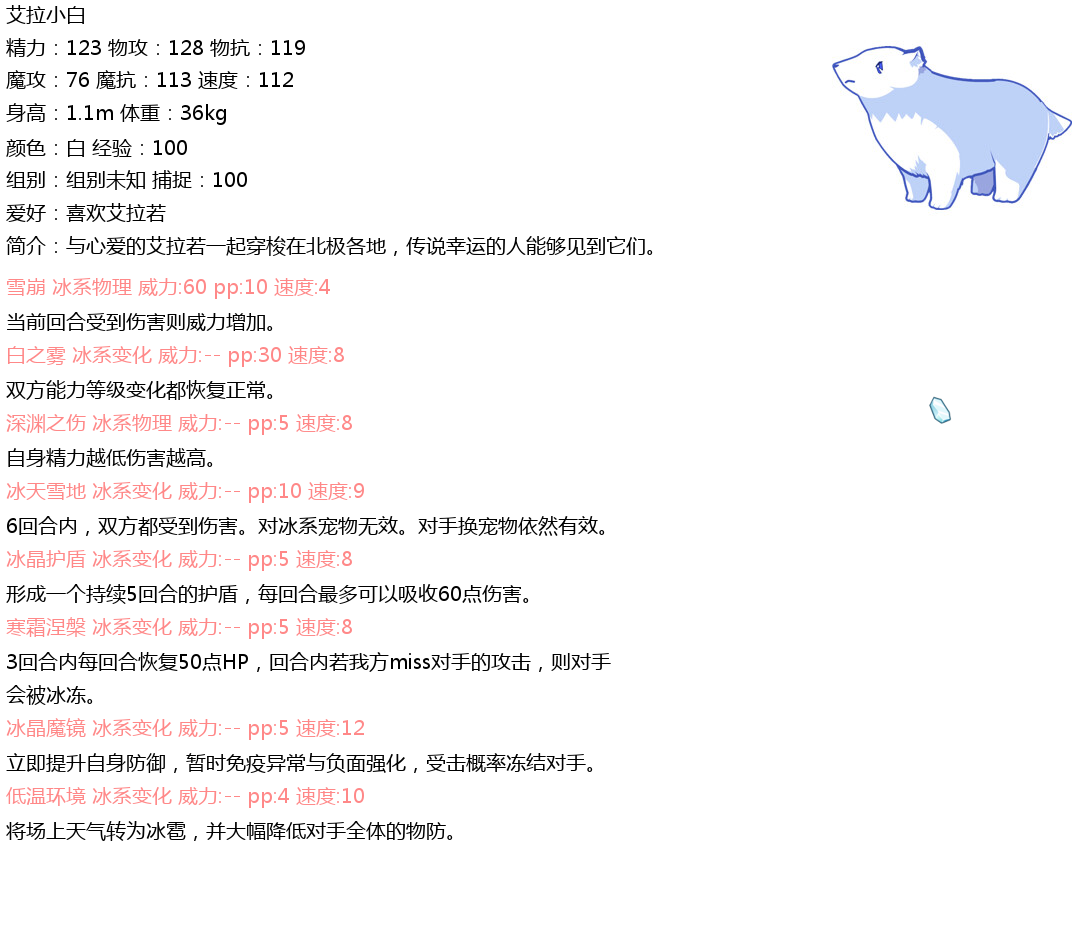 艾拉小白
精力：123 物攻：128 物抗：119
魔攻：76 魔抗：113 速度：112
身高：1.1m 体重：36kg
颜色：白 经验：100
组别：组别未知 捕捉：100
爱好：喜欢艾拉若
简介：与心爱的艾拉若一起穿梭在北极各地，传说幸运的人能够见到它们。
雪崩 冰系物理 威力:60 pp:10 速度:4
当前回合受到伤害则威力增加。
白之雾 冰系变化 威力:-- pp:30 速度:8
双方能力等级变化都恢复正常。
深渊之伤 冰系物理 威力:-- pp:5 速度:8
自身精力越低伤害越高。
冰天雪地 冰系变化 威力:-- pp:10 速度:9
6回合内，双方都受到伤害。对冰系宠物无效。对手换宠物依然有效。
冰晶护盾 冰系变化 威力:-- pp:5 速度:8
形成一个持续5回合的护盾，每回合最多可以吸收60点伤害。
寒霜涅槃 冰系变化 威力:-- pp:5 速度:8
3回合内每回合恢复50点HP，回合内若我方miss对手的攻击，则对手
会被冰冻。
冰晶魔镜 冰系变化 威力:-- pp:5 速度:12
立即提升自身防御，暂时免疫异常与负面强化，受击概率冻结对手。
低温环境 冰系变化 威力:-- pp:4 速度:10
将场上天气转为冰雹，并大幅降低对手全体的物防。